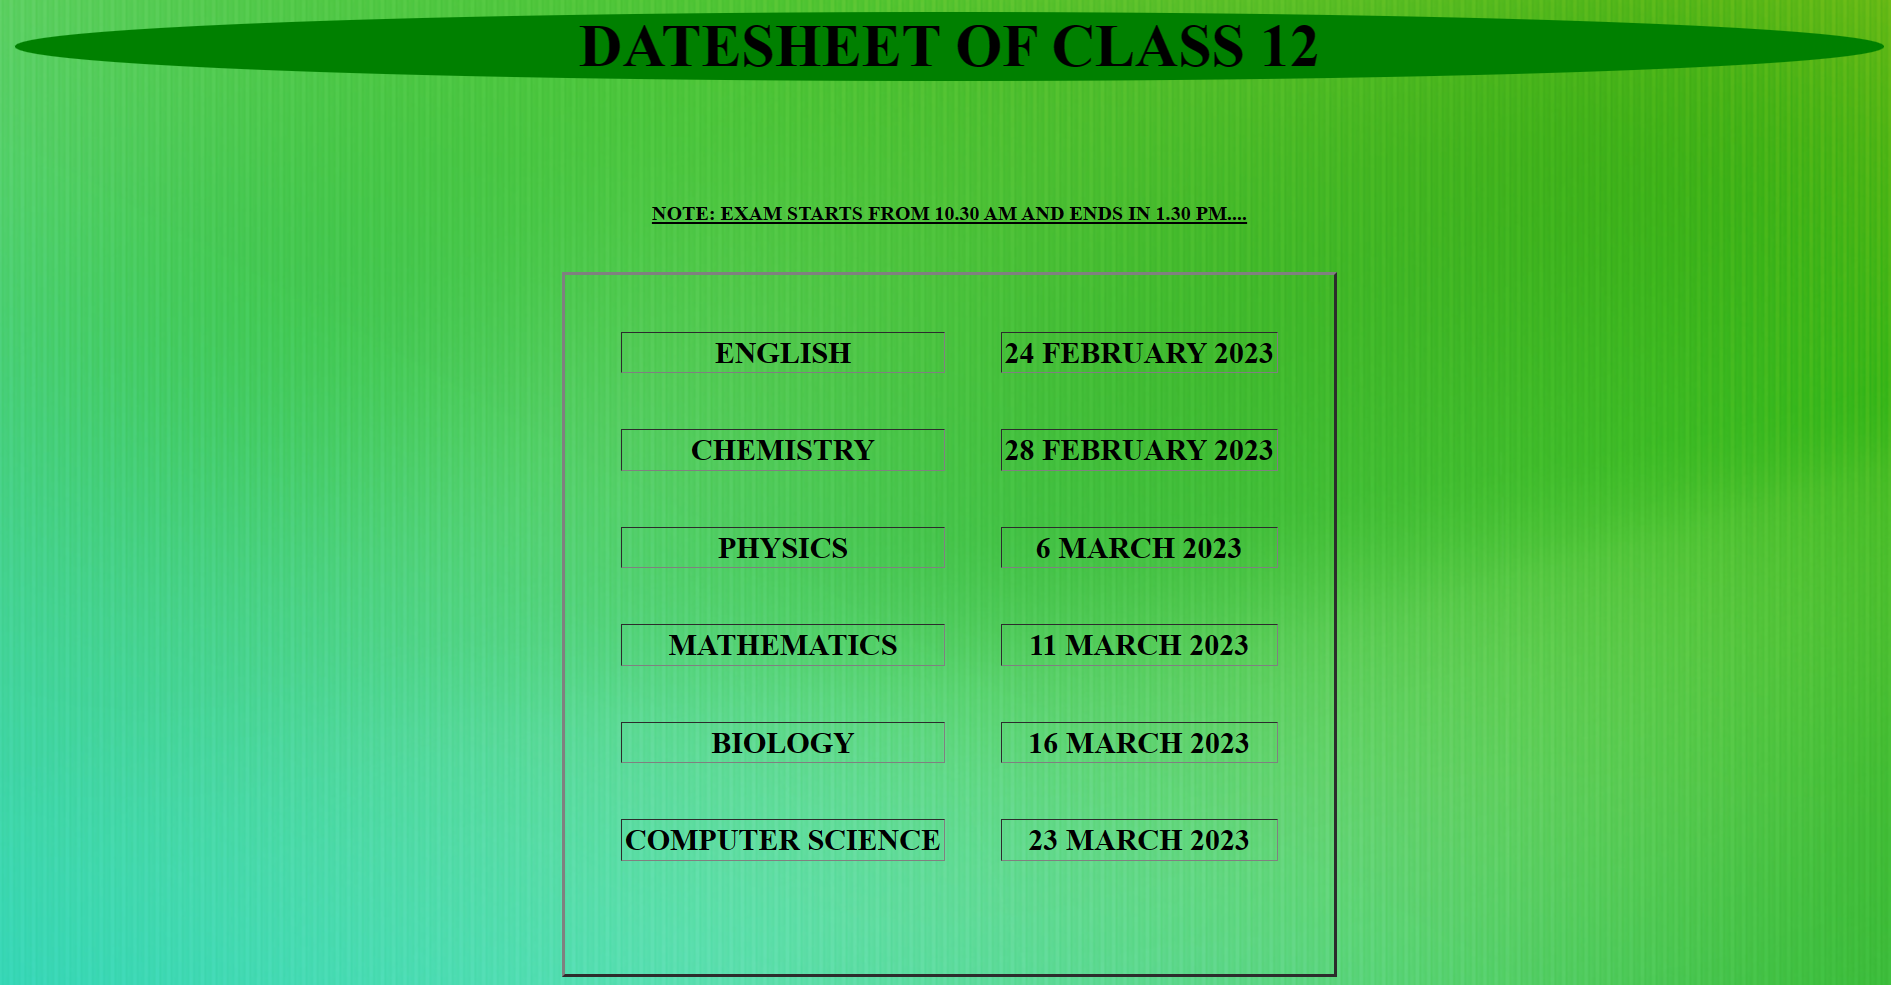 DATESHEET OF CLASS 12
NOTE: EXAM STARTS FROM 10.30 AM AND ENDS IN 1.30 PM....
ENGLISH 24 FEBRUARY 2023
CHEMISTRY 28 FEBRUARY 2023
PHYSICS 6 MARCH 2023
MATHEMATICS 11 MARCH 2023
BIOLOGY 16 MARCH 2023
COMPUTER SCIENCE 23 MARCH 2023